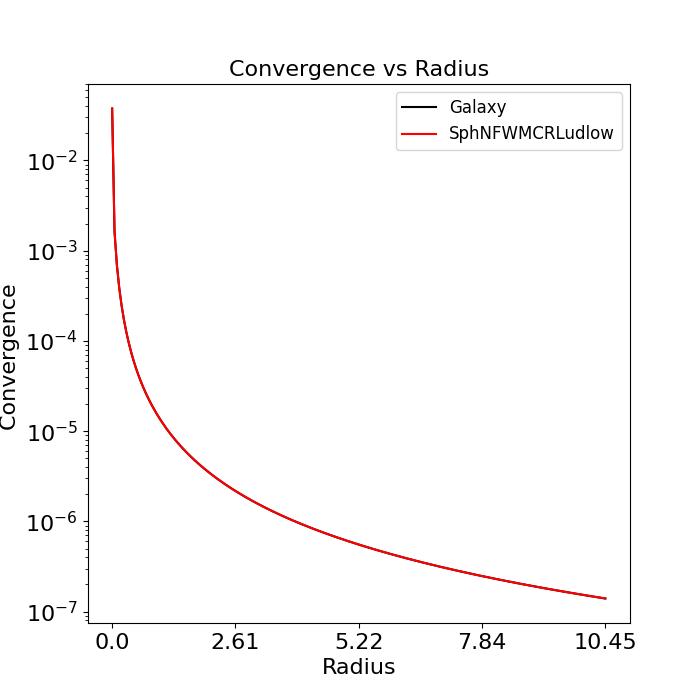 Convergence vs Radius
Galaxy
SphNFWMCRLudlow
Convergence
10⁻²
10⁻³
10⁻⁴
10⁻⁵
10⁻⁶
10⁻⁷
0.0 2.61 5.22 7.84 10.45
Radius